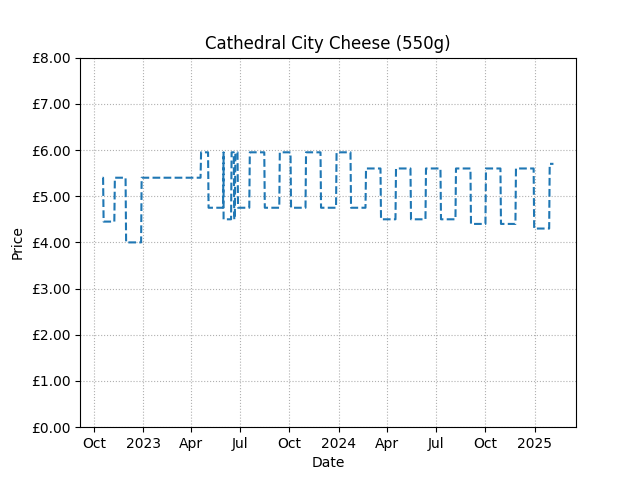 Cathedral City Cheese (550g)
£8.00
£7.00
£6.00
£5.00
£4.00
£3.00
£2.00
£1.00
£0.00
Price
Oct 2023 Apr Jul Oct 2024 Apr Jul Oct 2025
Date